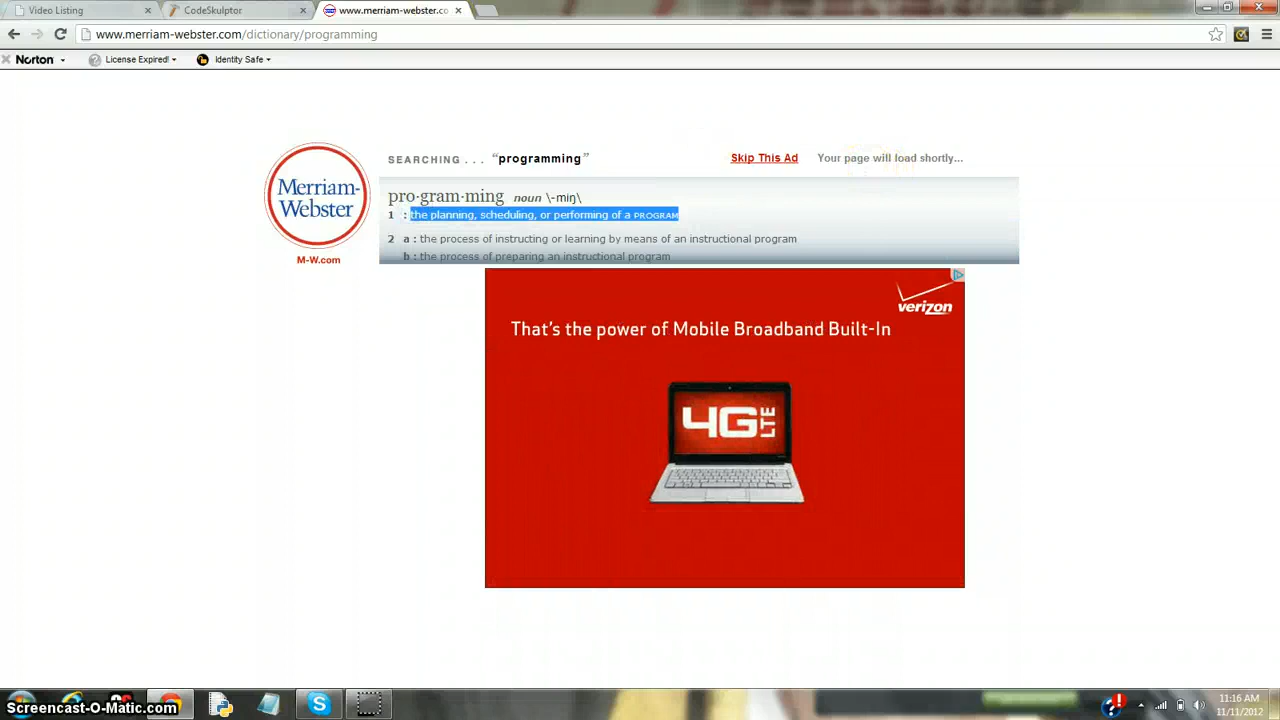 Video Listing
CodeSkulptor
www.merriam-webster.co
www.merriam-webster.com/dictionary/programming
Norton
License Expired!
Identity Safe
Merriam-
Webster
M-W.com
SEARCHING . . . “programming”
Skip This Ad
Your page will load shortly...
pro·gram·ming noun \-miŋ\
1 : the planning, scheduling, or performing of a PROGRAM
2 a : the process of instructing or learning by means of an instructional program
b : the process of preparing an instructional program
verizon
That's the power of Mobile Broadband Built-In
4G LTE
Screencast-O-Matic.com
11:16 AM
11/11/2012